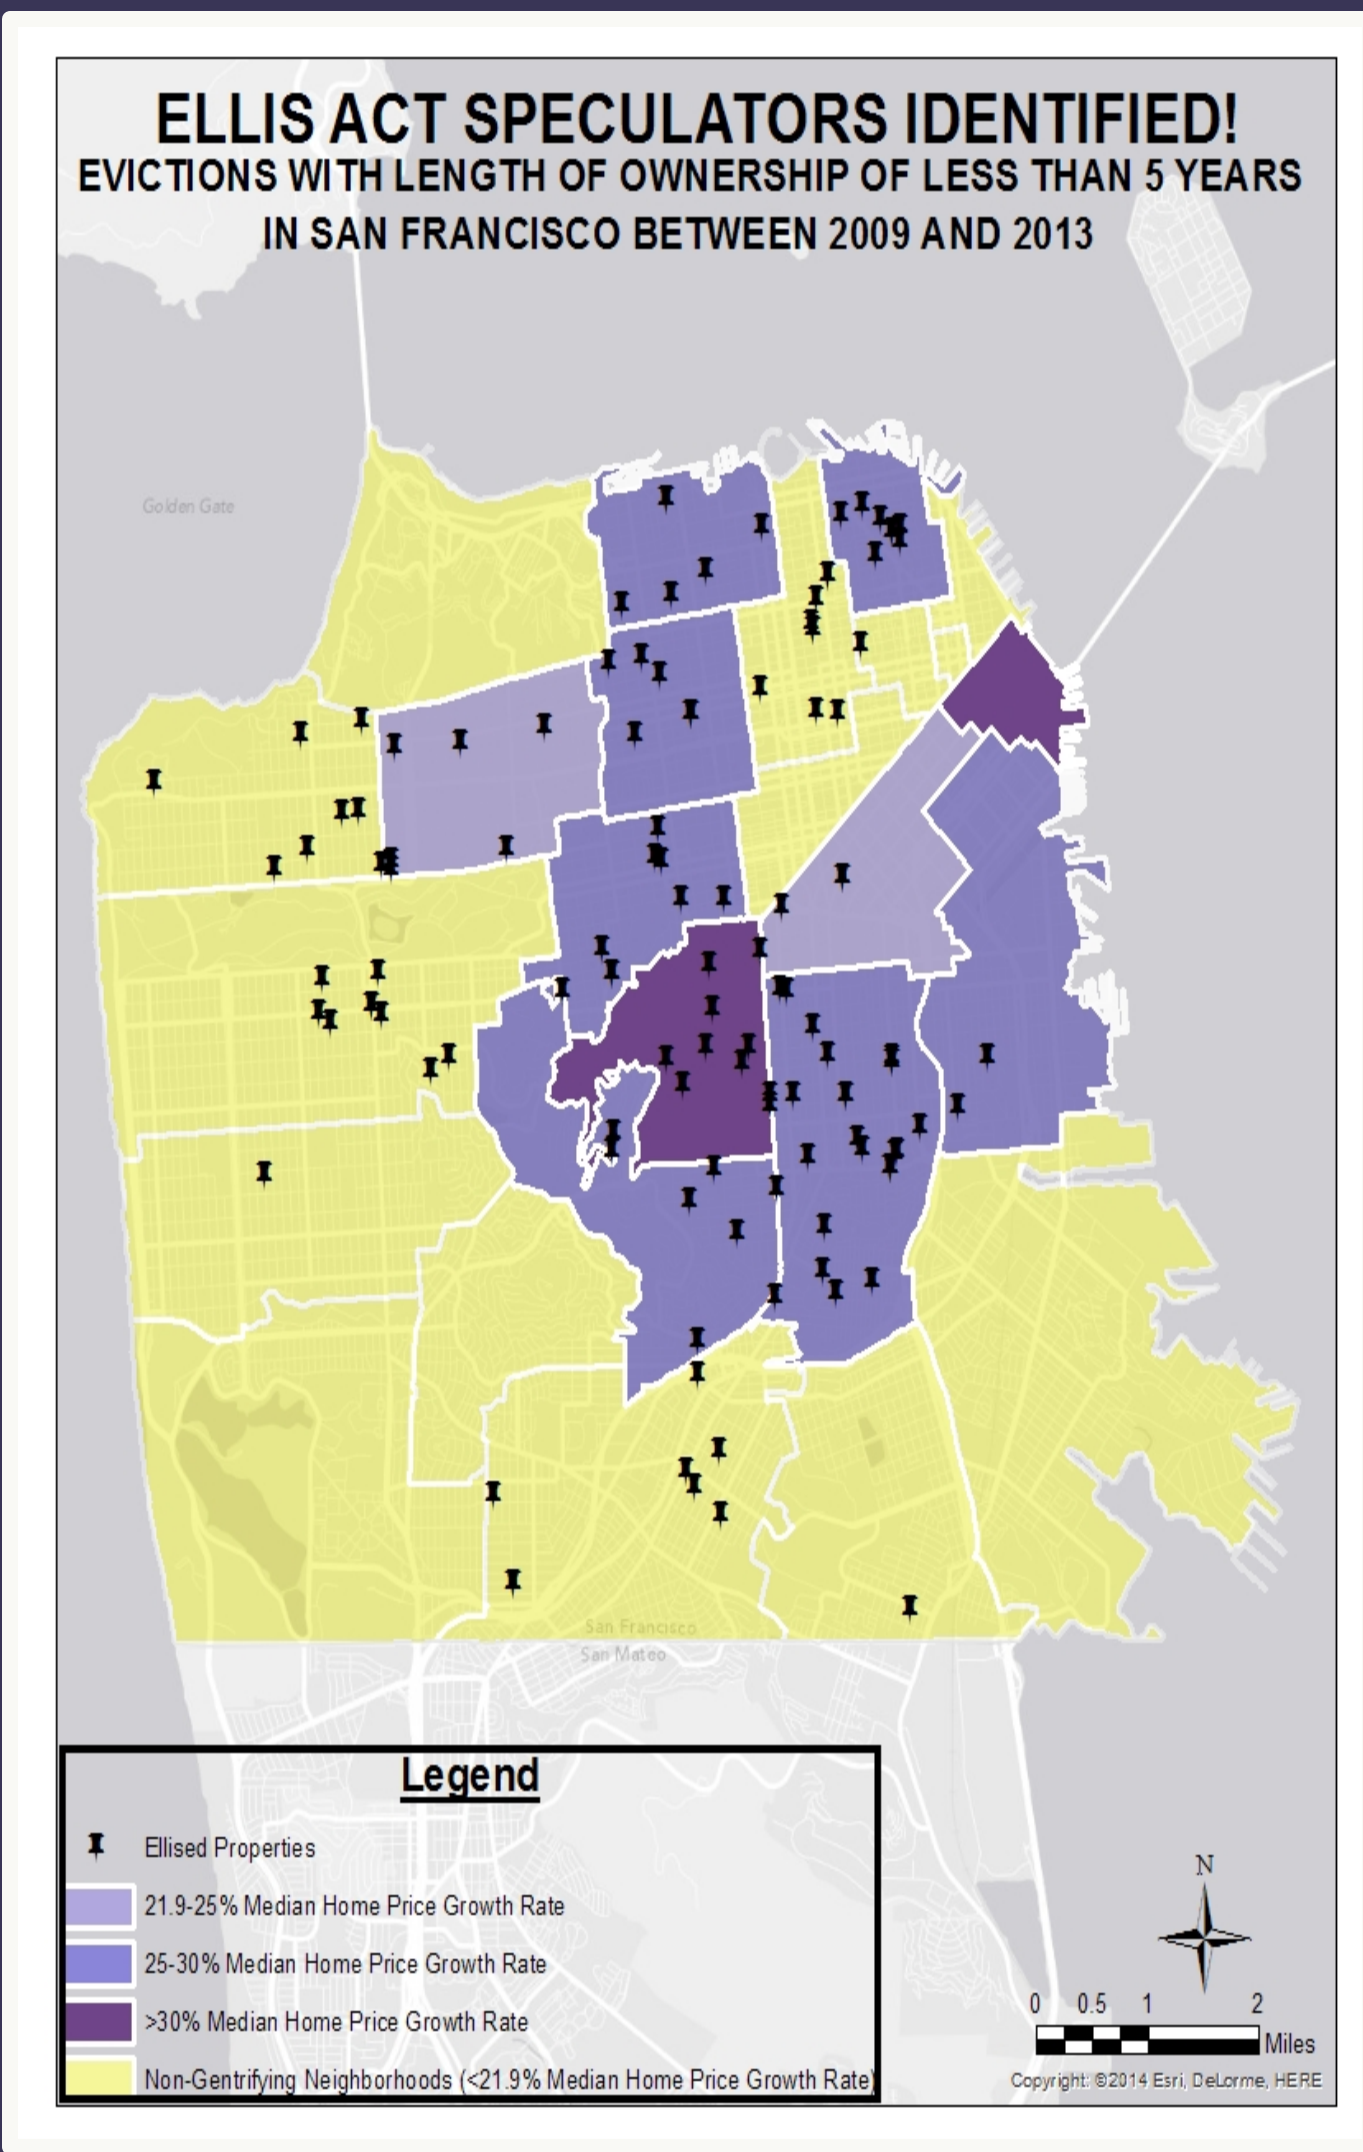 ELLIS ACT SPECULATORS IDENTIFIED!
EVICTIONS WITH LENGTH OF OWNERSHIP OF LESS THAN 5 YEARS
IN SAN FRANCISCO BETWEEN 2009 AND 2013
Golden Gate
San Francisco
San Mateo
Legend
Ellised Properties
21.9-25% Median Home Price Growth Rate
25-30% Median Home Price Growth Rate
>30% Median Home Price Growth Rate
Non-Gentrifying Neighborhoods (<21.9% Median Home Price Growth Rate)
N
0 0.5 1 2
Miles
Copyright: ©2014 Esri, DeLorme, HERE